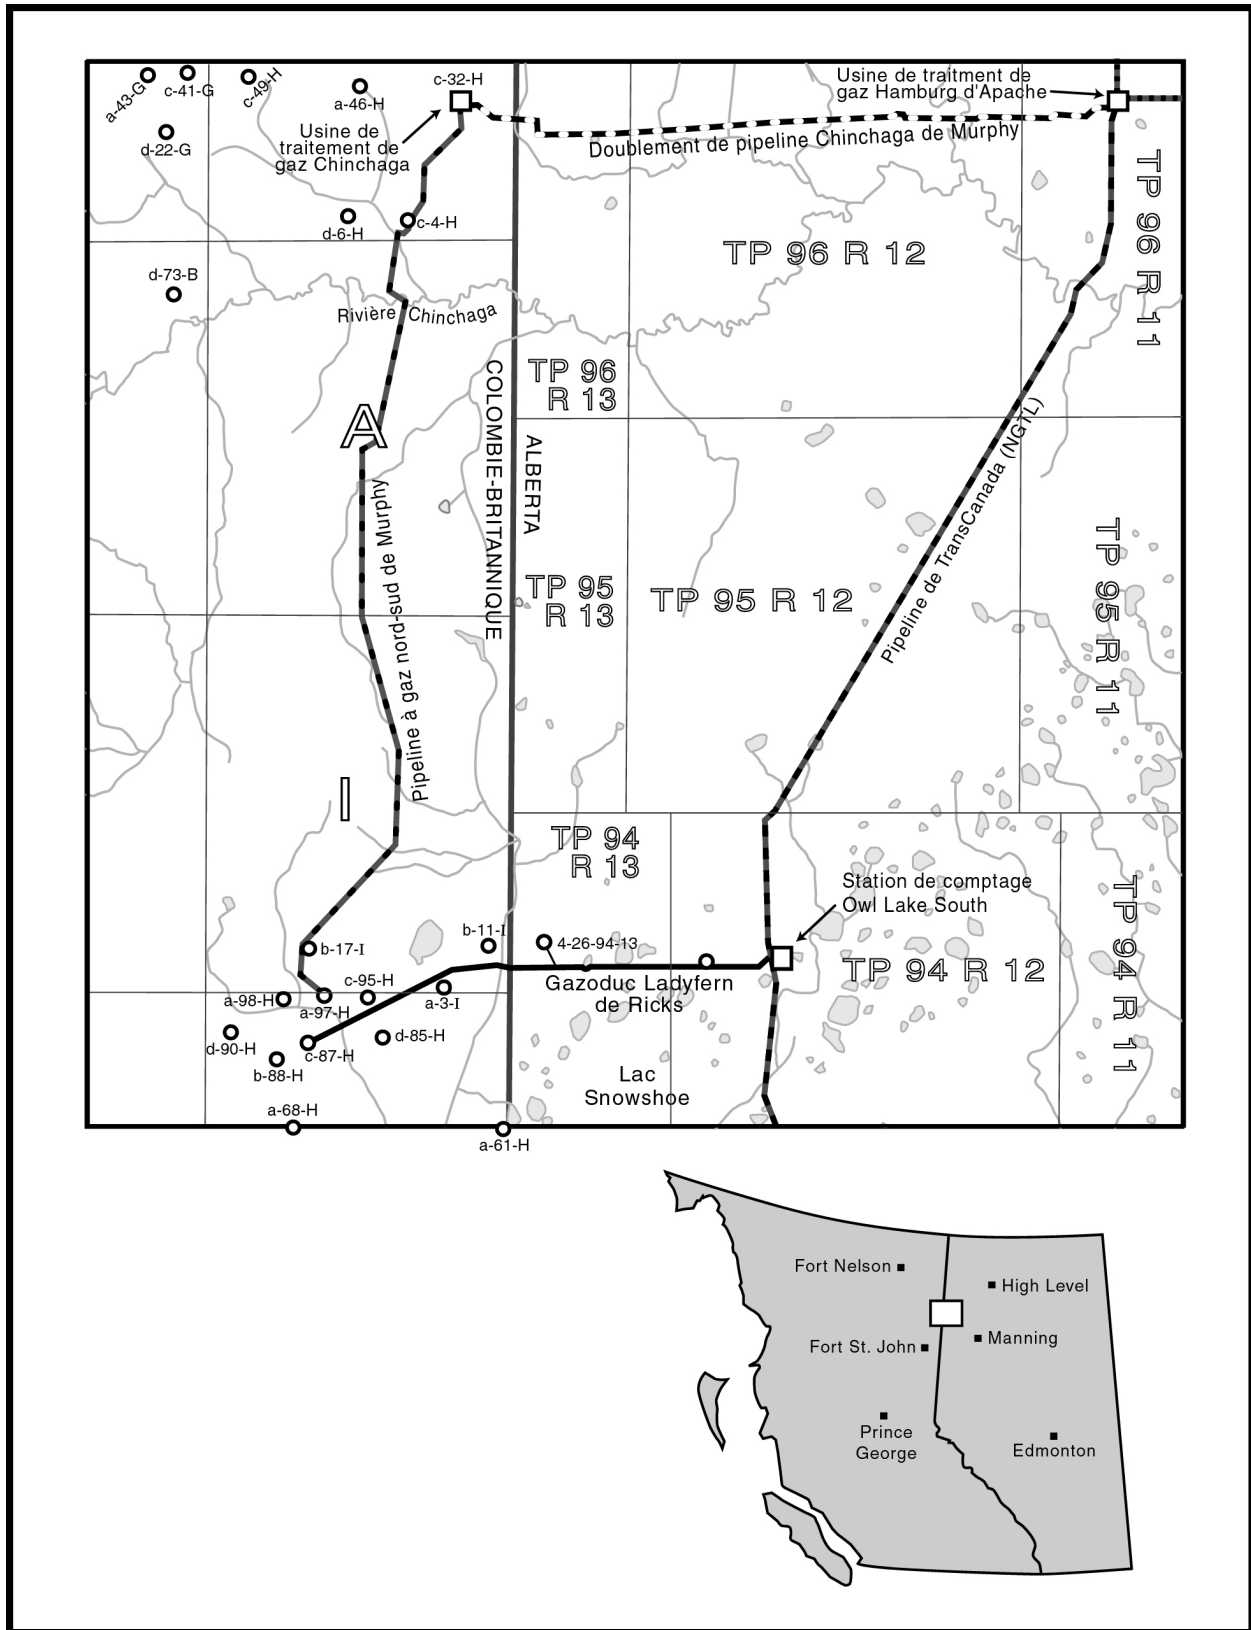 a-43-G
c-41-G
c-49-H
a-46-H
c-32-H
d-22-G
Usine de
traitement de
gaz Chinchaga
Usine de traitment de
gaz Hamburg d'Apache
Doublement de pipeline Chinchaga de Murphy
d-6-H
c-4-H
d-73-B
Rivière Chinchaga
TP 96 R 12
TP 96 R 11
TP 96
R 13
A
COLOMBIE-BRITANNIQUE
ALBERTA
Pipeline à gaz nord-sud de Murphy
Pipeline de TransCanada (NGTL)
TP 95
R 13
TP 95 R 12
TP 95 R 11
I
TP 94
R 13
Station de comptage
Owl Lake South
TP 94 R 12
TP 94 R 11
b-17-I
b-11-I
4-26-94-13
Gazoduc Ladyfern
de Ricks
a-98-H
a-97-H
c-95-H
a-3-I
d-90-H
c-87-H
d-85-H
b-88-H
Lac
Snowshoe
a-68-H
a-61-H
Fort Nelson
High Level
Manning
Fort St. John
Prince
George
Edmonton